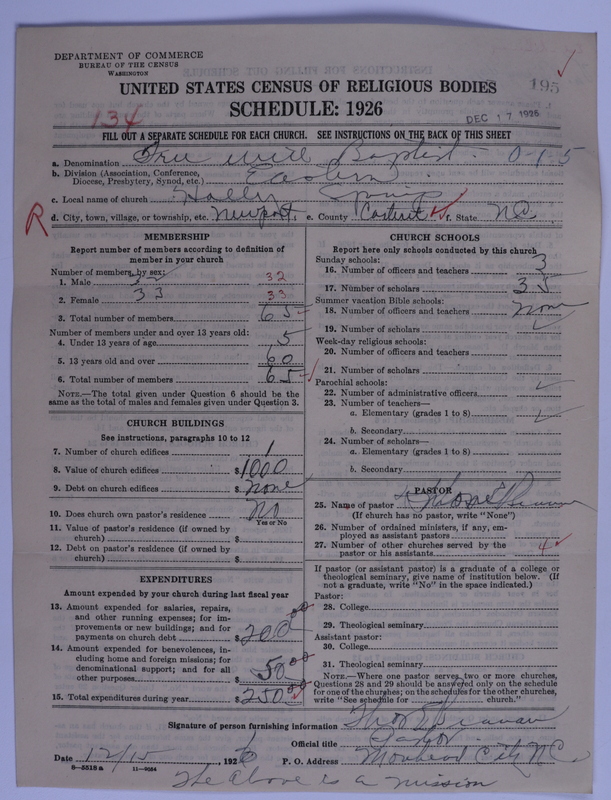 DEPARTMENT OF COMMERCE
BUREAU OF THE CENSUS
WASHINGTON
195
UNITED STATES CENSUS OF RELIGIOUS BODIES
SCHEDULE: 1926
DEC 17 1926
134
FILL OUT A SEPARATE SCHEDULE FOR EACH CHURCH. SEE INSTRUCTIONS ON THE BACK OF THIS SHEET
a. Denomination Free Will Baptist 0-1-5
b. Division (Association, Conference, Diocese, Presbytery, Synod, etc.) Eastern
c. Local name of church Holly Springs
R
d. City, town, village, or township, etc. Newport e. County Carteret f. State NC
MEMBERSHIP
Report number of members according to definition of
member in your church
Number of members by sex:
1. Male 32 32
2. Female 33 33
3. Total number of members 65
Number of members under and over 13 years old:
4. Under 13 years of age 5
5. 13 years old and over 60
6. Total number of members 65
NOTE.—The total given under Question 6 should be
same as the total of males and females given under Question 3.
CHURCH BUILDINGS
See instructions, paragraphs 10 to 12
7. Number of church edifices 1
8. Value of church edifices $1000
9. Debt on church edifices $ None
10. Does church own pastor's residence No
Yes or No
11. Value of pastor's residence (if owned by
church) $
12. Debt on pastor's residence (if owned by
church) $
EXPENDITURES
Amount expended by your church during last fiscal year
13. Amount expended for salaries, repairs,
and other running expenses; for im-
provements or new buildings; and for
payments on church debt $200 00
14. Amount expended for benevolences, in-
cluding home and foreign missions; for
denominational support; and for all
other purposes $50 00
15. Total expenditures during year $250 00
CHURCH SCHOOLS
Report here only schools conducted by this church
Sunday schools:
16. Number of officers and teachers 3
17. Number of scholars 35
Summer vacation Bible schools:
18. Number of officers and teachers None
19. Number of scholars
Week-day religious schools:
20. Number of officers and teachers
21. Number of scholars
Parochial schools:
22. Number of administrative officers
23. Number of teachers—
a. Elementary (grades 1 to 8)
b. Secondary
24. Number of scholars—
a. Elementary (grades 1 to 8)
b. Secondary
PASTOR
25. Name of pastor
(If church has no pastor, write "None")
26. Number of ordained ministers, if any, em-
ployed as assistant pastors
27. Number of other churches served by the
pastor or his assistants 4
If pastor (or assistant pastor) is a graduate of a college or
theological seminary, give name of institution below. (If
not a graduate, write "No" in the space indicated.)
Pastor:
28. College
29. Theological seminary
Assistant pastor:
30. College
31. Theological seminary
NOTE.—Where one pastor serves two or more churches,
Questions 28 and 29 should be answered only on the schedule
for one of the churches; on the schedules for the other churches,
write "See schedule for church."
Signature of person furnishing information
Official title Pastor
Date 12/15 1926 P. O. Address Morehead City N.C.
8-5518a 11-9264
The above is a mission